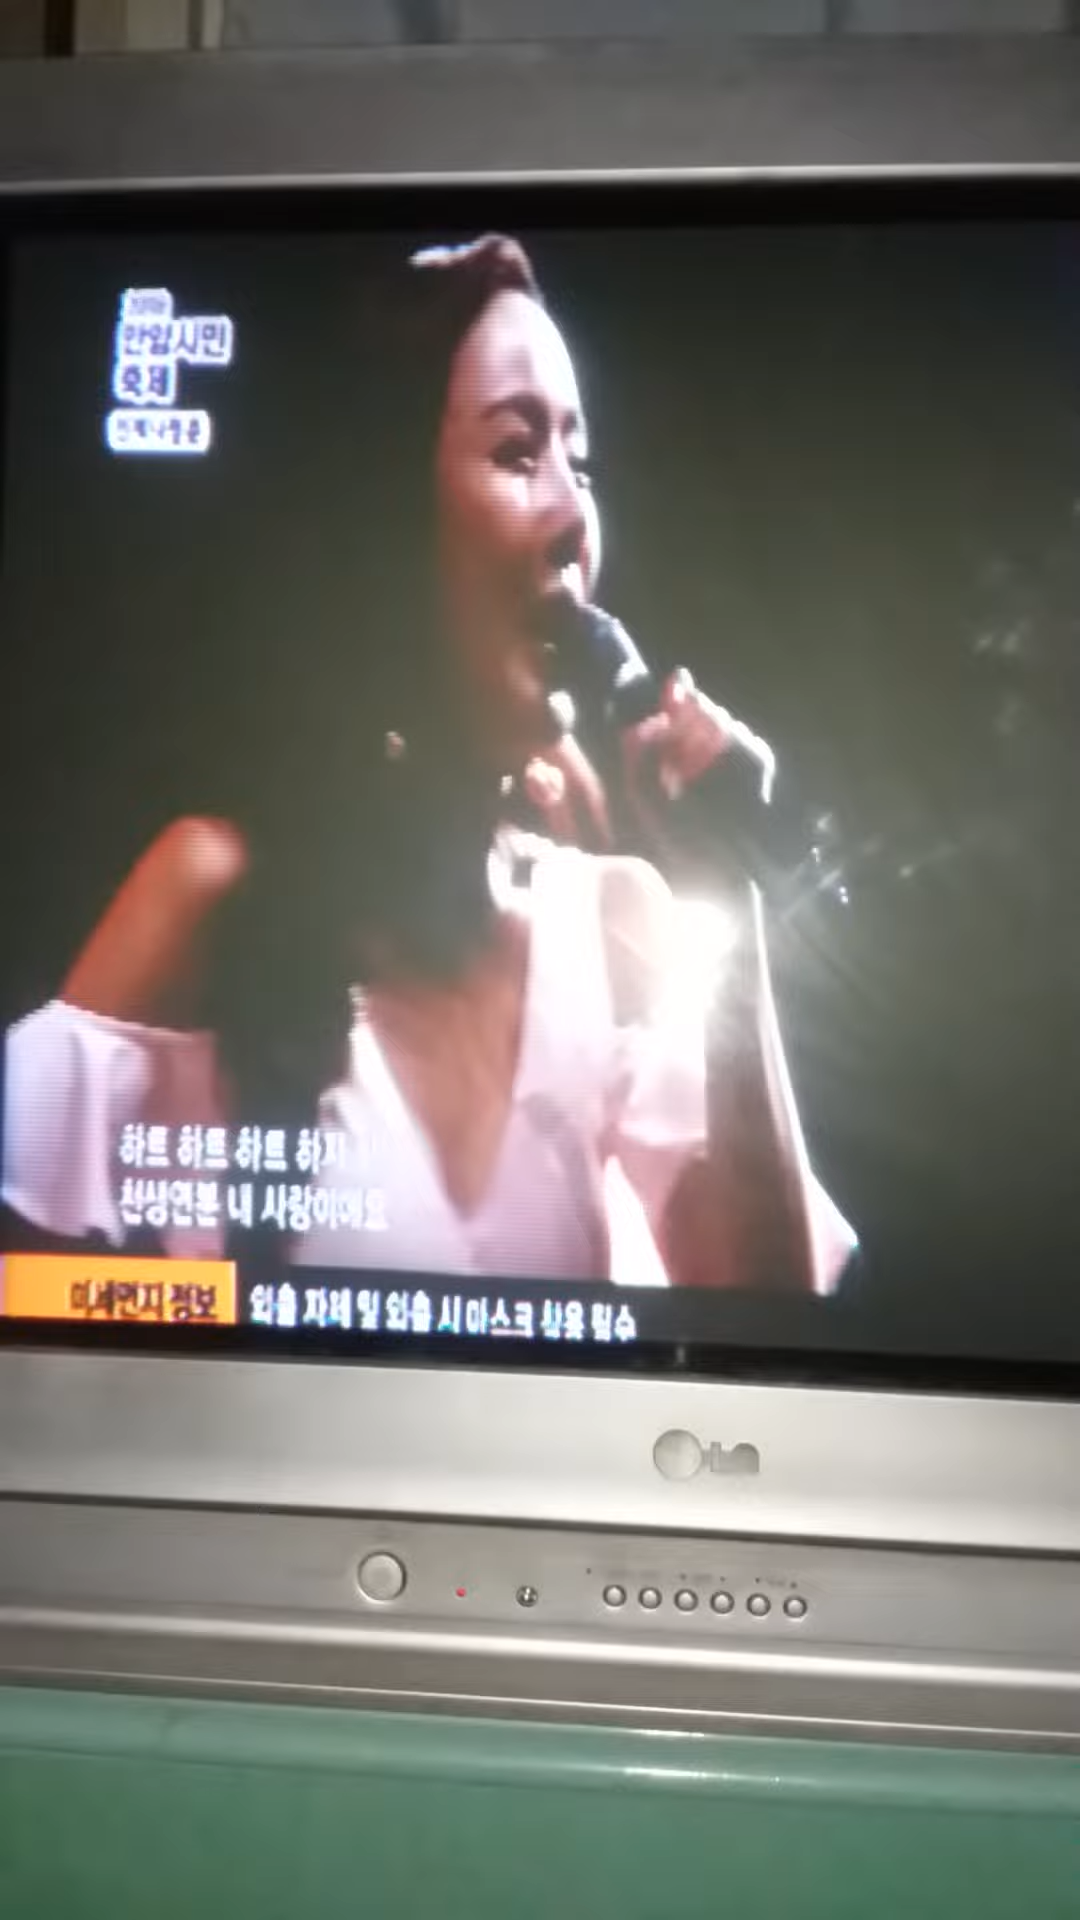 안양시민
축제
하트 하트 하트 하자
천생연분 내 사랑이에요
미세먼지 정보 외출 자제 및 외출 시 마스크 착용 필수
LG